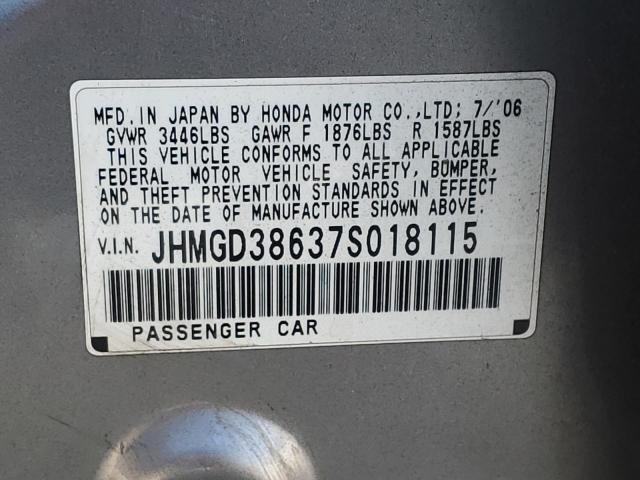 MFD. IN JAPAN BY HONDA MOTOR CO.,LTD; 7/'06
GVWR 3446LBS GAWR F 1876LBS R 1587LBS
THIS VEHICLE CONFORMS TO ALL APPLICABLE
FEDERAL MOTOR VEHICLE SAFETY, BUMPER,
AND THEFT PREVENTION STANDARDS IN EFFECT
ON THE DATE OF MANUFACTURE SHOWN ABOVE.
V.I.N. JHMGD38637S018115
PASSENGER CAR